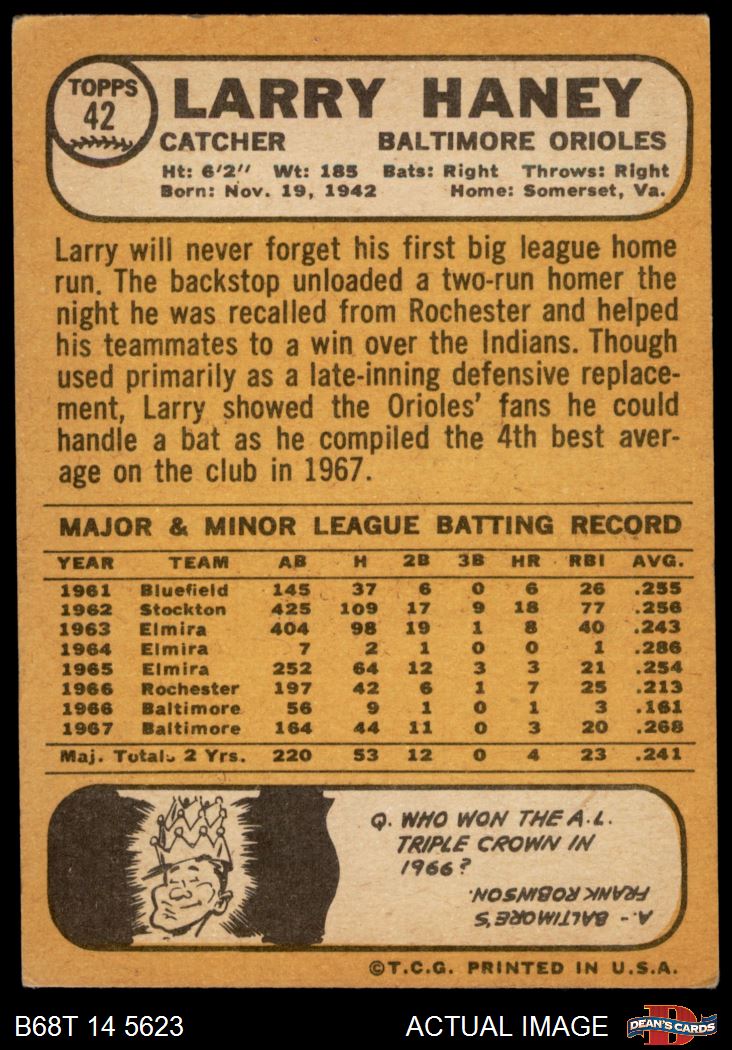 TOPPS
42
LARRY HANEY
CATCHER BALTIMORE ORIOLES
Ht: 6'2" Wt: 185 Bats: Right Throws: Right
Born: Nov. 19, 1942 Home: Somerset, Va.
Larry will never forget his first big league home
run. The backstop unloaded a two-run homer the
night he was recalled from Rochester and helped
his teammates to a win over the Indians. Though
used primarily as a late-inning defensive replace-
ment, Larry showed the Orioles' fans he could
handle a bat as he compiled the 4th best aver-
age on the club in 1967.
MAJOR & MINOR LEAGUE BATTING RECORD
YEAR TEAM AB H 2B 3B HR RBI AVG.
1961 Bluefield 145 37 6 0 6 26 .255
1962 Stockton 425 109 17 9 18 77 .256
1963 Elmira 404 98 19 1 8 40 .243
1964 Elmira 7 2 1 0 0 1 .286
1965 Elmira 252 64 12 3 3 21 .254
1966 Rochester 197 42 6 1 7 25 .213
1966 Baltimore 56 9 1 0 1 3 .161
1967 Baltimore 164 44 11 0 3 20 .268
Maj. Totals 2 Yrs. 220 53 12 0 4 23 .241
Q. WHO WON THE A.L.
TRIPLE CROWN IN
1966?
A.- BALTIMORE'S
FRANK ROBINSON.
©T.C.G. PRINTED IN U.S.A.
B68T 14 5623 ACTUAL IMAGE DEAN'S CARDS